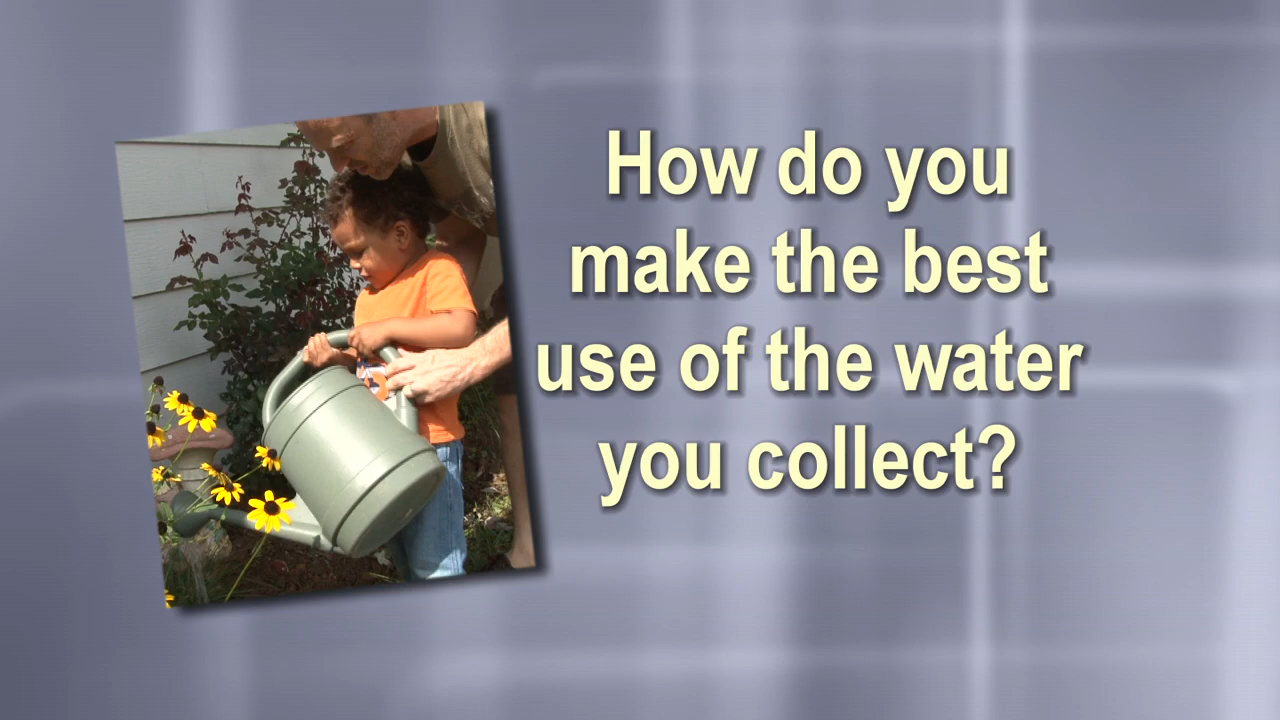 How do you
make the best
use of the water
you collect?